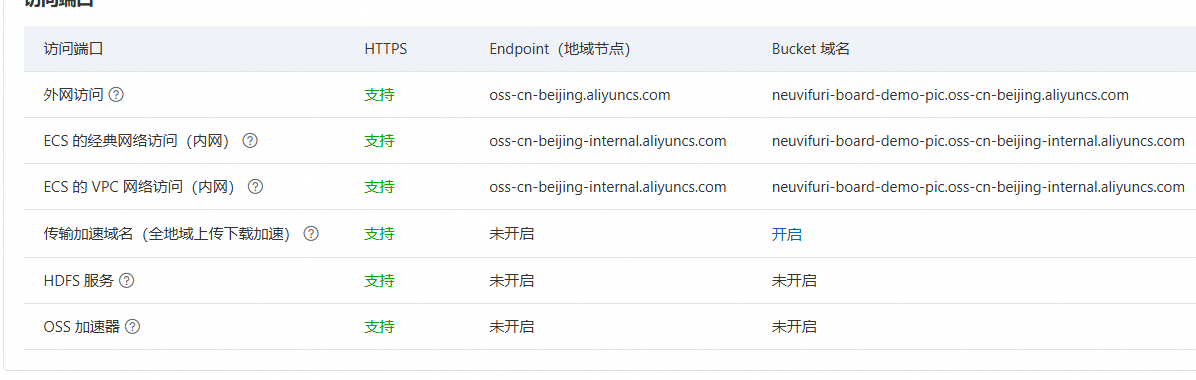 访问端口
访问端口 HTTPS Endpoint（地域节点） Bucket 域名
外网访问 ? 支持 oss-cn-beijing.aliyuncs.com neuvifuri-board-demo-pic.oss-cn-beijing.aliyuncs.com
ECS 的经典网络访问（内网） ? 支持 oss-cn-beijing-internal.aliyuncs.com neuvifuri-board-demo-pic.oss-cn-beijing-internal.aliyuncs.com
ECS 的 VPC 网络访问（内网） ? 支持 oss-cn-beijing-internal.aliyuncs.com neuvifuri-board-demo-pic.oss-cn-beijing-internal.aliyuncs.com
传输加速域名（全地域上传下载加速） ? 支持 未开启 开启
HDFS 服务 ? 支持 未开启 未开启
OSS 加速器 ? 支持 未开启 未开启